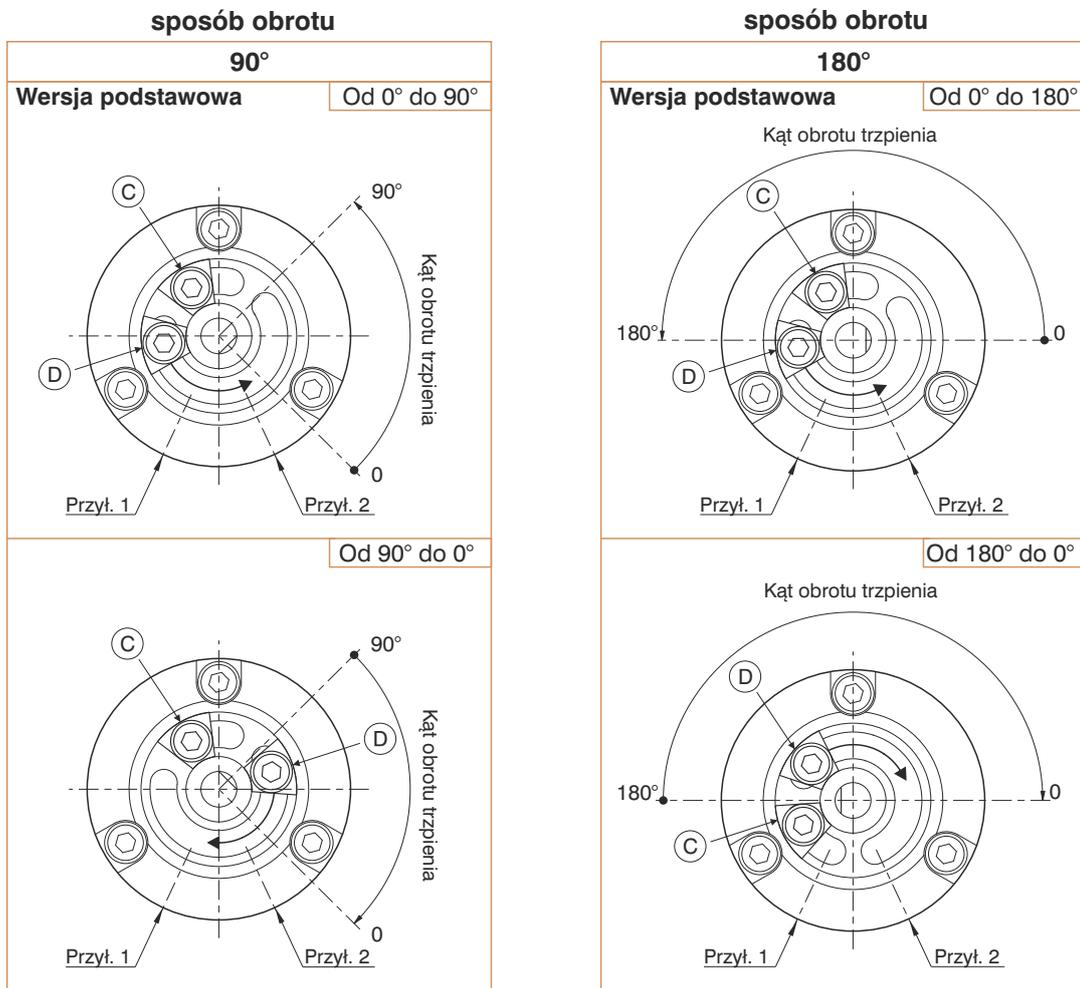 sposób obrotu
90°
Wersja podstawowa
Od 0° do 90°
C
90°
Kąt obrotu trzpienia
D
0
Przył. 1
Przył. 2
Od 90° do 0°
C
90°
D
Kąt obrotu trzpienia
0
Przył. 1
Przył. 2
sposób obrotu
180°
Wersja podstawowa
Od 0° do 180°
Kąt obrotu trzpienia
C
180°
0
D
Przył. 1
Przył. 2
Od 180° do 0°
Kąt obrotu trzpienia
D
180°
0
C
Przył. 1
Przył. 2